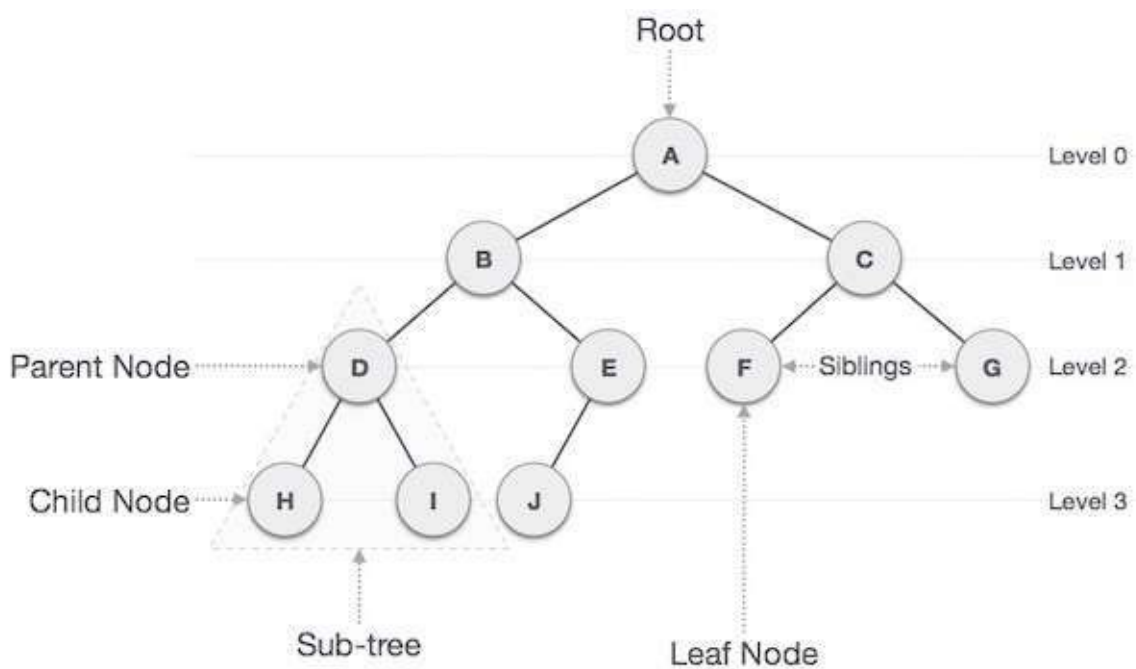 Root
A
Level 0
B
C
Level 1
Parent Node
D
E
F
Siblings
G
Level 2
Child Node
H
I
J
Level 3
Sub-tree
Leaf Node